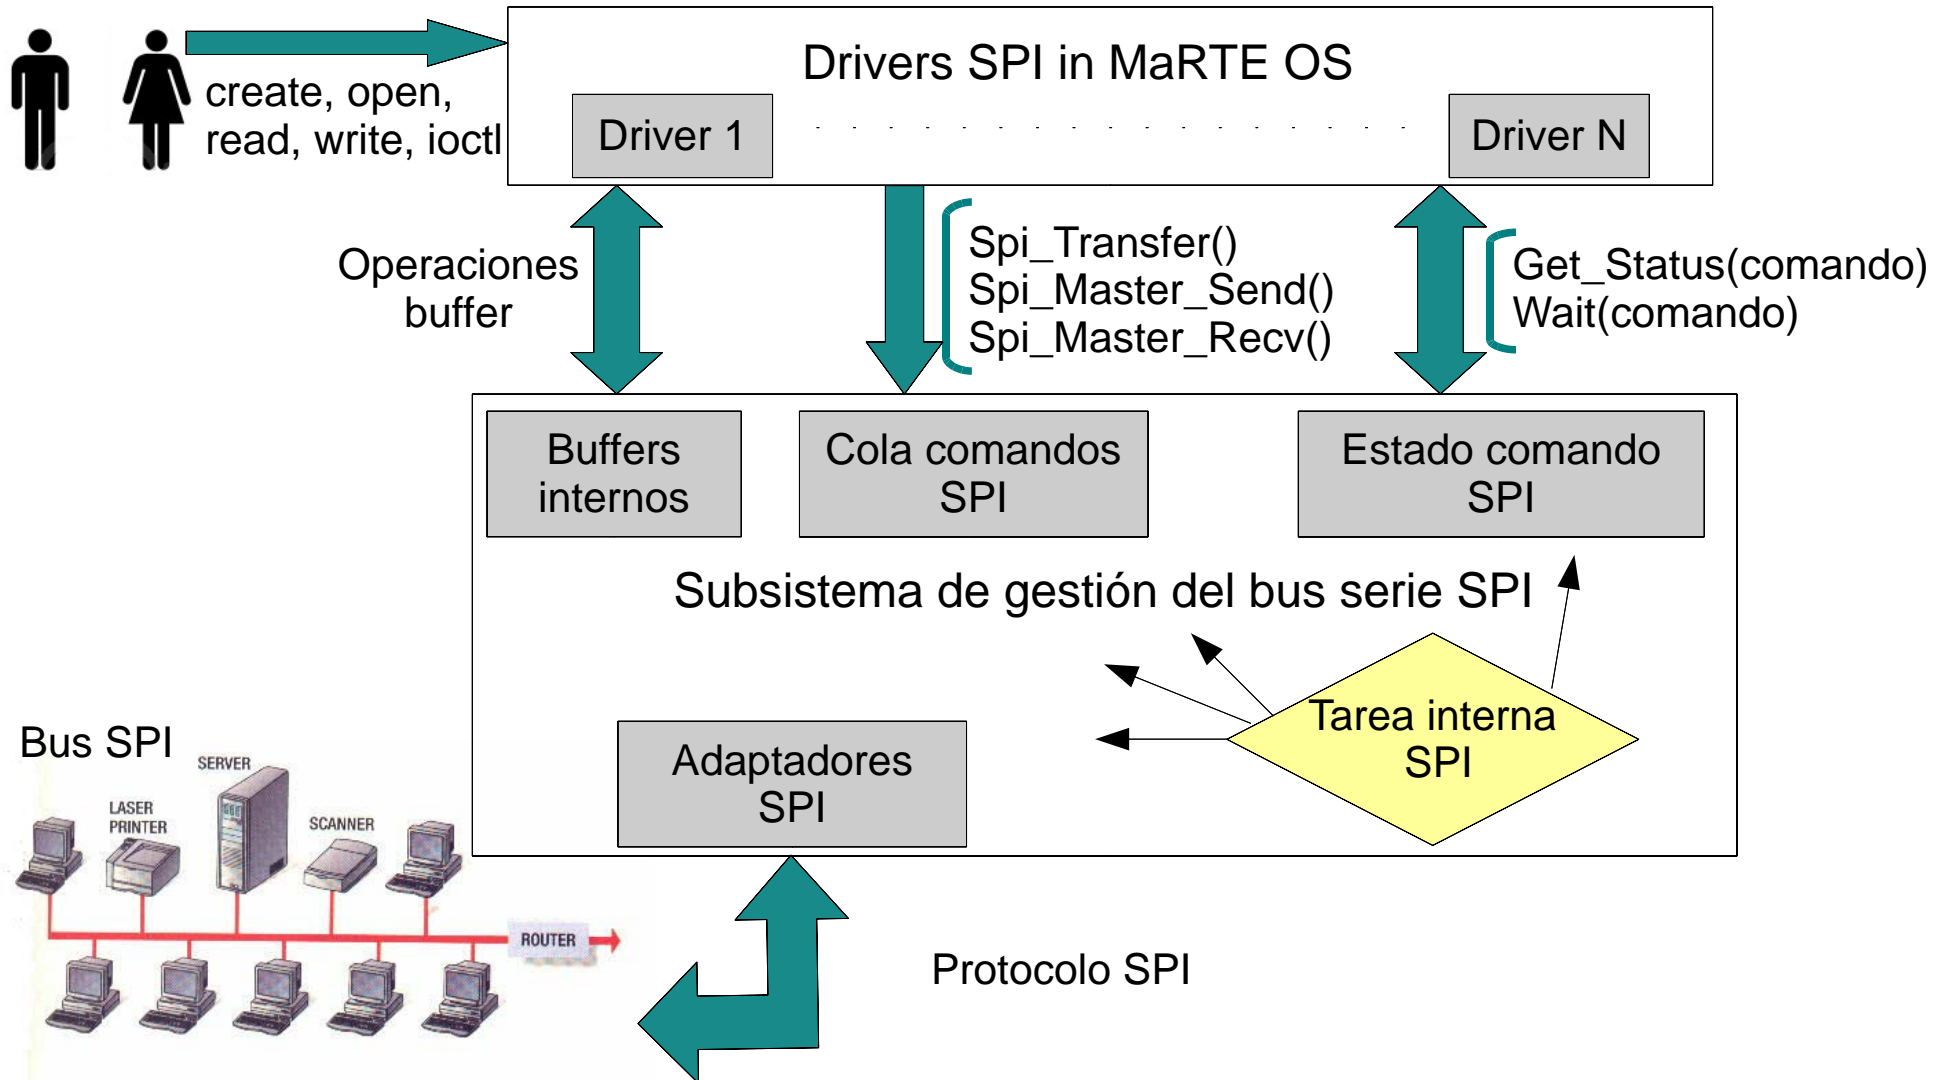 Drivers SPI in MaRTE OS
create, open,
read, write, ioctl
Driver 1
Driver N
Operaciones
buffer
Spi_Transfer()
Spi_Master_Send()
Spi_Master_Recv()
Get_Status(comando)
Wait(comando)
Buffers
internos
Cola comandos
SPI
Estado comando
SPI
Subsistema de gestión del bus serie SPI
Tarea interna
SPI
Adaptadores
SPI
Bus SPI
SERVER
LASER
PRINTER
SCANNER
ROUTER
Protocolo SPI